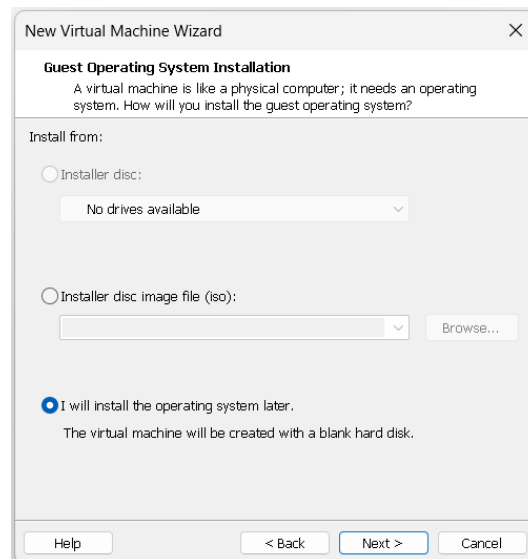 New Virtual Machine Wizard
Guest Operating System Installation
A virtual machine is like a physical computer; it needs an operating
system. How will you install the guest operating system?
Install from:
Installer disc:
No drives available
Installer disc image file (iso):
Browse...
I will install the operating system later.
The virtual machine will be created with a blank hard disk.
Help
< Back
Next >
Cancel